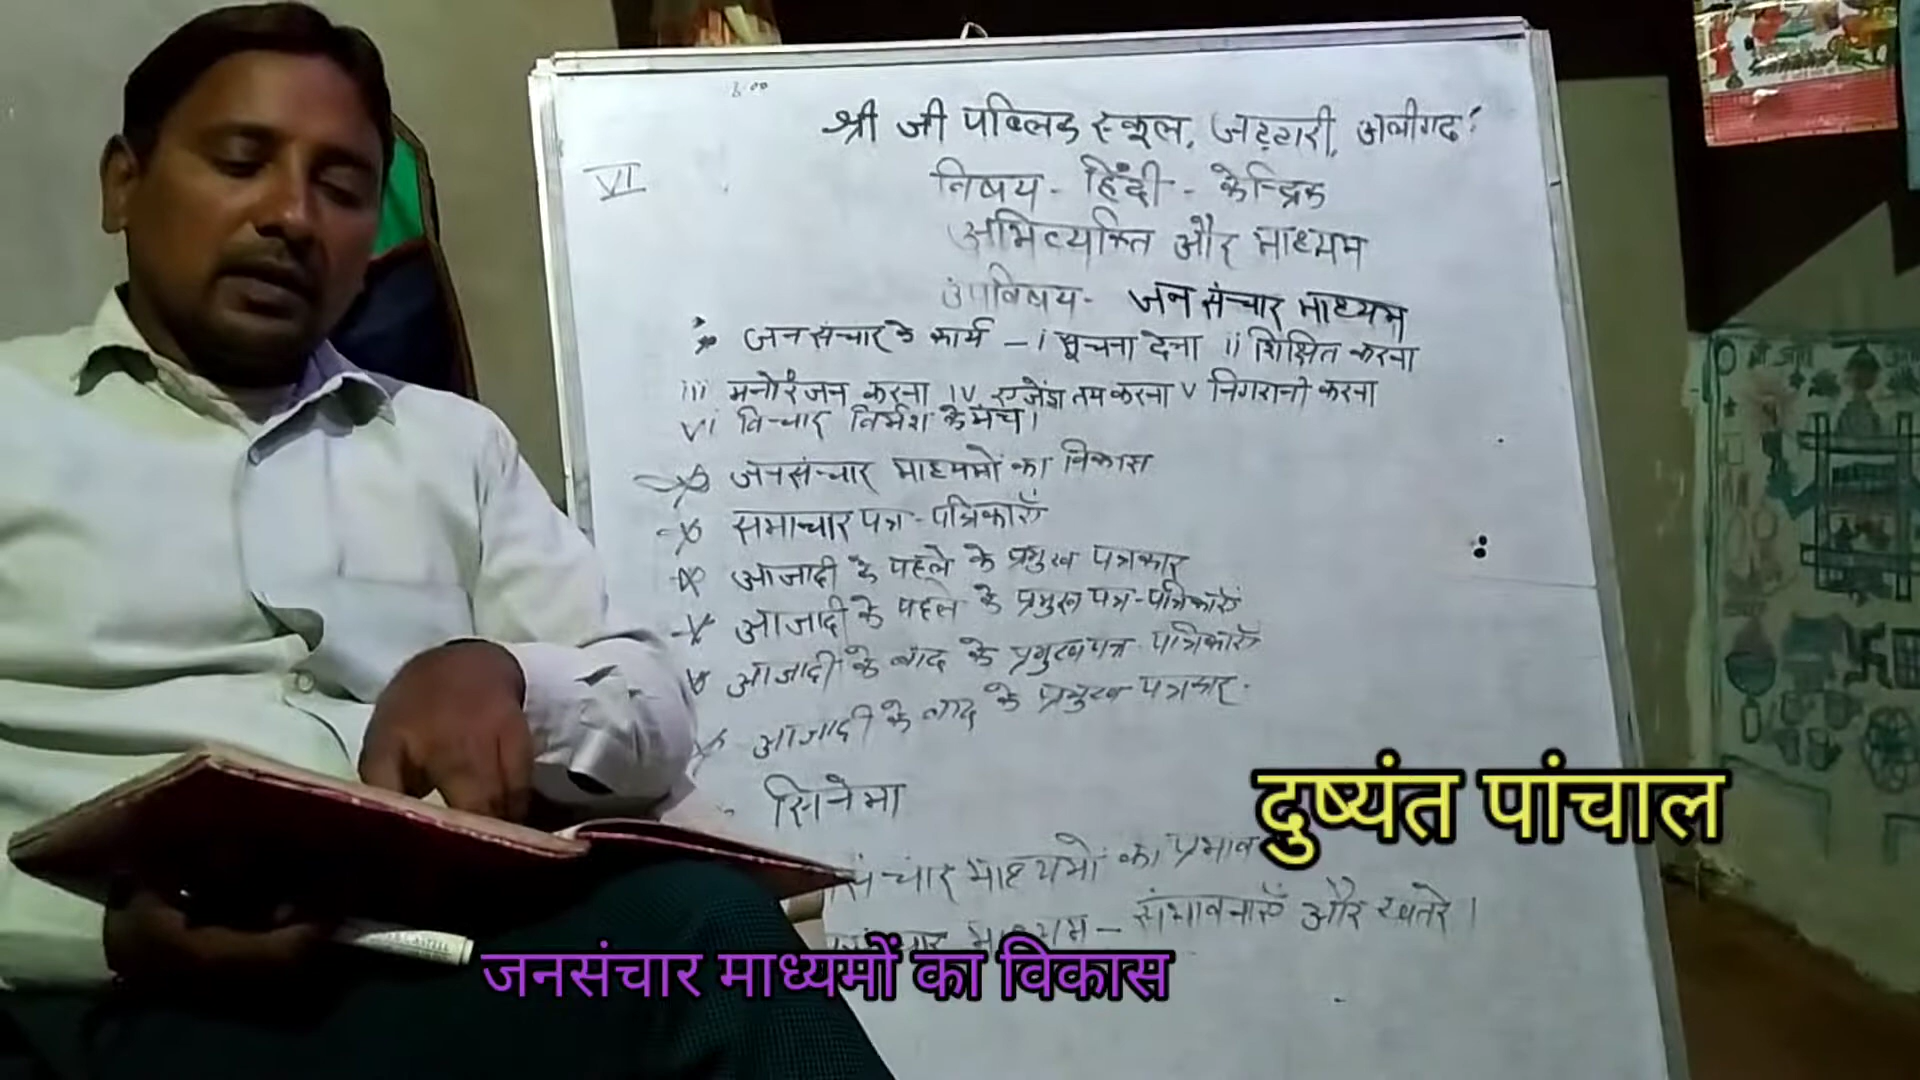 6:00
श्री जी पब्लिक स्कूल, जट्टारी, अलीगढ़
VI
विषय - हिंदी - केन्द्रिक
अभिव्यक्ति और माध्यम
उपविषय - जनसंचार माध्यम
जनसंचार के कार्य – i सूचना देना ii शिक्षित करना
iii मनोरंजन करना iv एजेंडा तय करना v निगरानी करना
vi विचार विमर्श के मंच।
जनसंचार माध्यमों का विकास
समाचार पत्र - पत्रिकाएँ
आजादी के पहले के प्रमुख पत्रकार
आजादी के पहले के प्रमुख पत्र-पत्रिकाएँ
आजादी के बाद के प्रमुख पत्र पत्रिकाएँ
आजादी के बाद के प्रमुख पत्रकार.
सिनेमा
दुष्यंत पांचाल
संचार माध्यमों का प्रभाव
संचार माध्यम – संभावनाएँ और खतरे।
जनसंचार माध्यमों का विकास